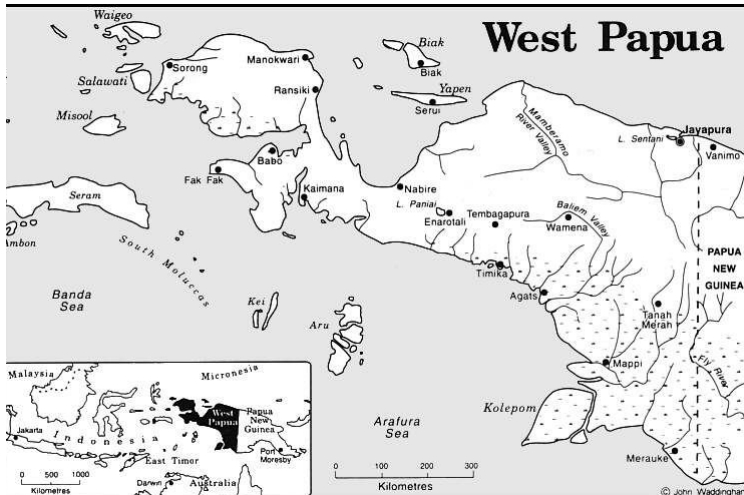 West Papua
Waigeo
Sorong
Manokwari
Biak
Biak
Salawati
Ransiki
Yapen
Serui
Misool
Mamberamo
River Valley
L. Sentani
Jayapura
Vanimo
Babo
Fak Fak
Kaimana
Nabire
L. Paniai
Enarotali
Tembagapura
Baliem Valley
Wamena
Seram
Ambon
South Moluccas
PAPUA
NEW
GUINEA
Timika
Banda
Sea
Kei
Agats
Aru
Tanah
Merah
Mappi
Fly River
Kolepom
Arafura
Sea
Merauke
0 100 200 300
Kilometres
Malaysia
Micronesia
West
Papua
Papua
New
Guinea
Jakarta
Indonesia
Port
Moresby
East Timor
0 500 1000
Kilometres
Darwin
Australia
© John Waddingham